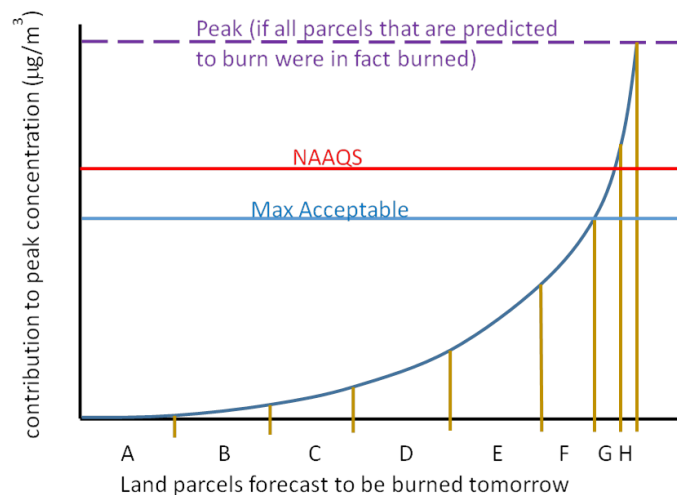 Peak (if all parcels that are predicted
to burn were in fact burned)
NAAQS
Max Acceptable
contribution to peak concentration (µg/m³)
A B C D E F G H
Land parcels forecast to be burned tomorrow